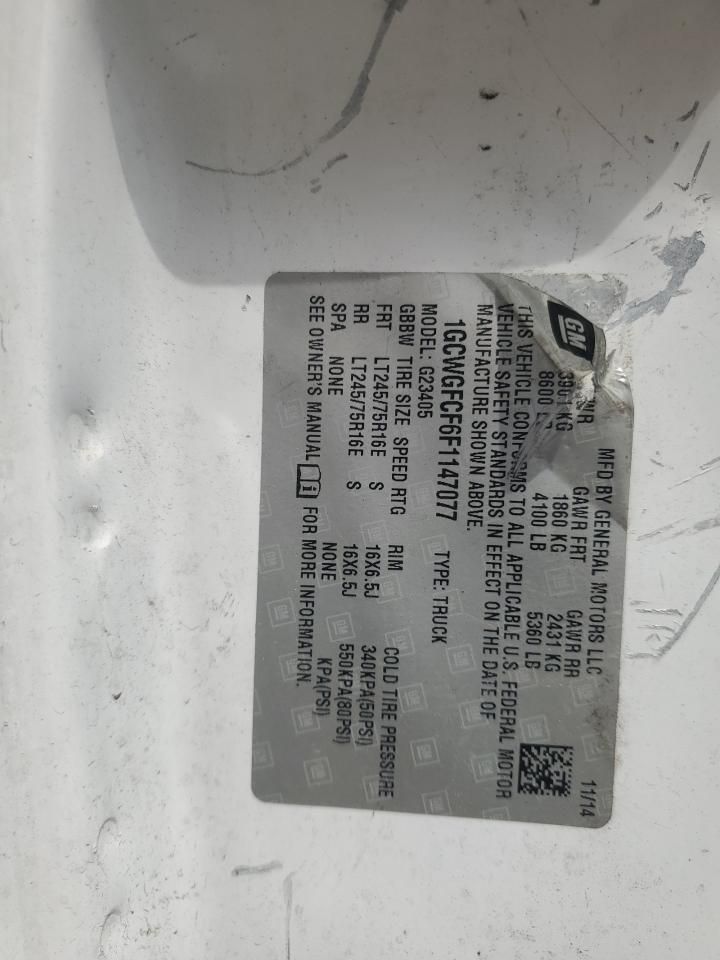 GM
MFD BY GENERAL MOTORS LLC 11/14
GAWR FRT GAWR RR
KG 1860 KG 2431 KG
8600 4100 LB 5360 LB
THIS VEHICLE CONFORMS TO ALL APPLICABLE U.S. FEDERAL MOTOR
VEHICLE SAFETY STANDARDS IN EFFECT ON THE DATE OF
MANUFACTURE SHOWN ABOVE.
1GCWGFCF6F1147077 TYPE: TRUCK
MODEL: G23405
GBBW TIRE SIZE SPEED RTG RIM COLD TIRE PRESSURE
FRT LT245/75R16E S 16X6.5J 340KPA(50PSI)
RR LT245/75R16E S 16X6.5J 550KPA(80PSI)
SPA NONE NONE KPA(PSI)
SEE OWNER'S MANUAL FOR MORE INFORMATION.